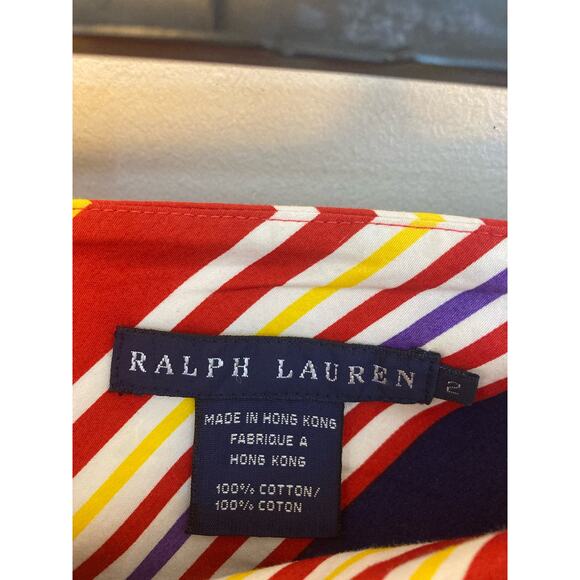 RALPH LAUREN
2
MADE IN HONG KONG
FABRIQUE A
HONG KONG
100% COTTON/
100% COTON